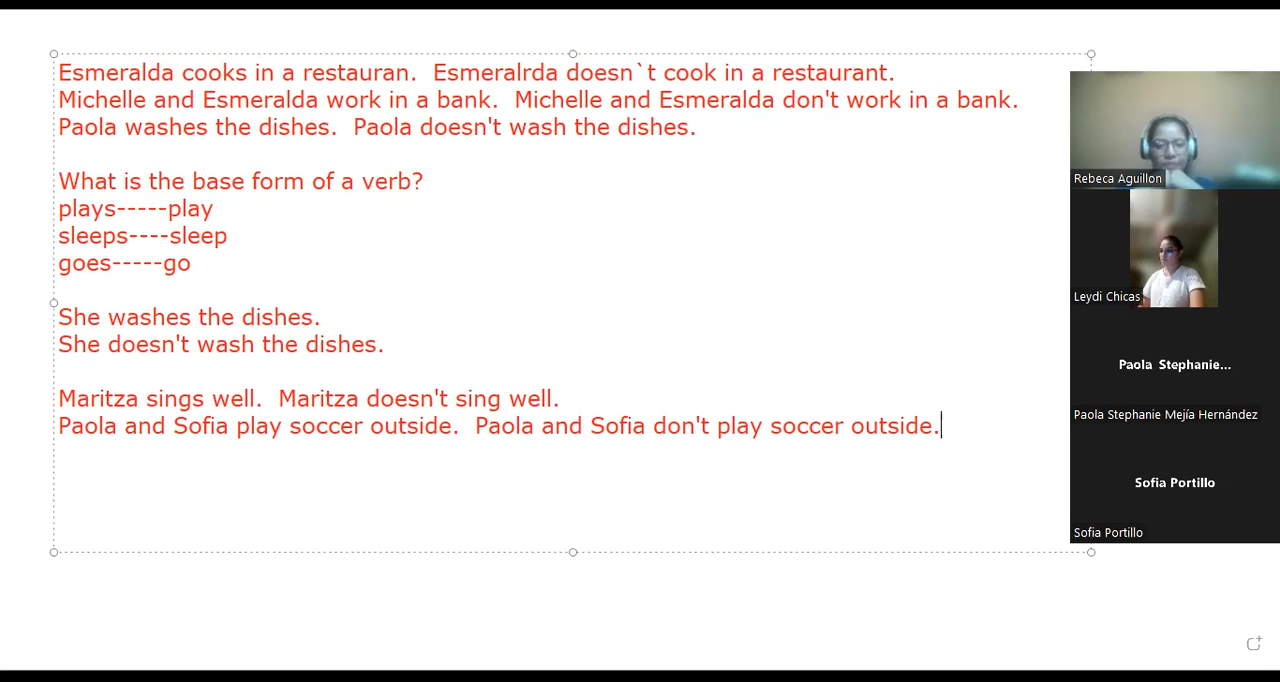 Esmeralda cooks in a restauran.  Esmeralrda doesn`t cook in a restaurant.
Michelle and Esmeralda work in a bank.  Michelle and Esmeralda don't work in a bank.
Paola washes the dishes.  Paola doesn't wash the dishes.
What is the base form of a verb?
plays-----play
sleeps----sleep
goes-----go
She washes the dishes.
She doesn't wash the dishes.
Maritza sings well.  Maritza doesn't sing well.
Paola and Sofia play soccer outside.  Paola and Sofia don't play soccer outside.
Rebeca Aguillon
Leydi Chicas
Paola Stephanie...
Paola Stephanie Mejía Hernández
Sofia Portillo
Sofia Portillo